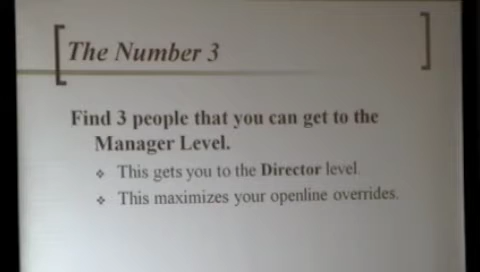 The Number 3
Find 3 people that you can get to the
Manager Level.
This gets you to the Director level.
This maximizes your openline overrides.